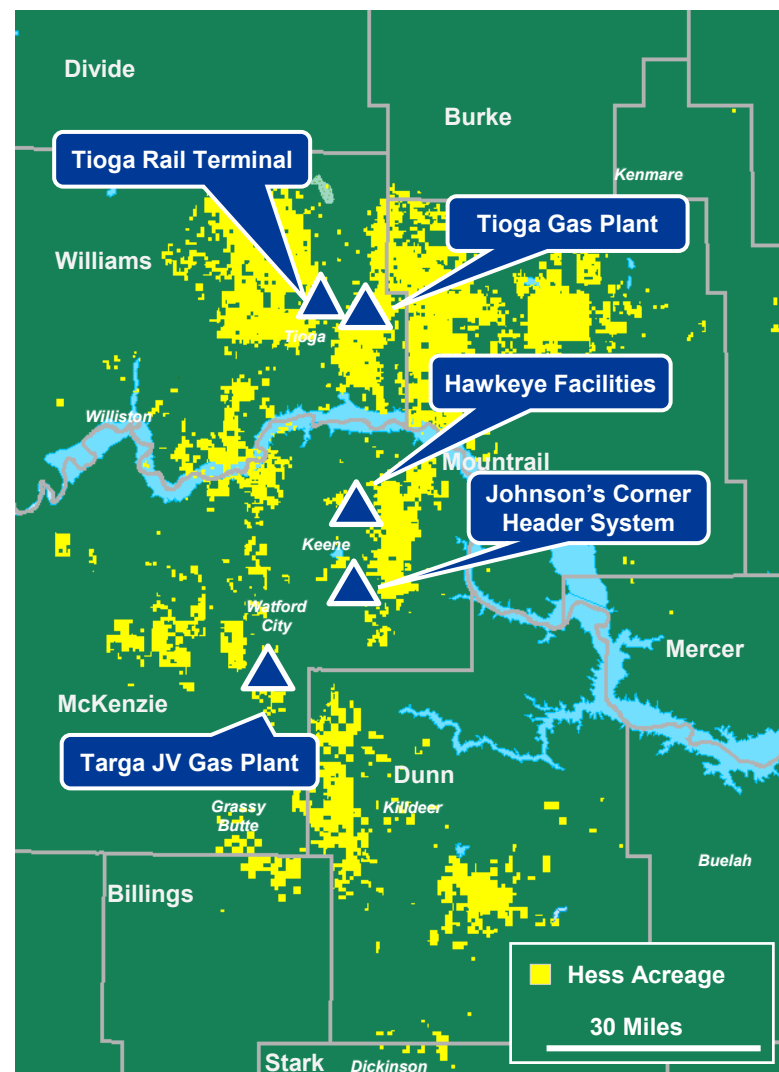 Divide
Burke
Tioga Rail Terminal
Kenmare
Tioga Gas Plant
Williams
Tioga
Hawkeye Facilities
Williston
Mountrail
Johnson’s Corner
Header System
Keene
Watford
City
Mercer
McKenzie
Targa JV Gas Plant
Dunn
Grassy
Butte
Killdeer
Buelah
Billings
Hess Acreage
30 Miles
Stark
Dickinson